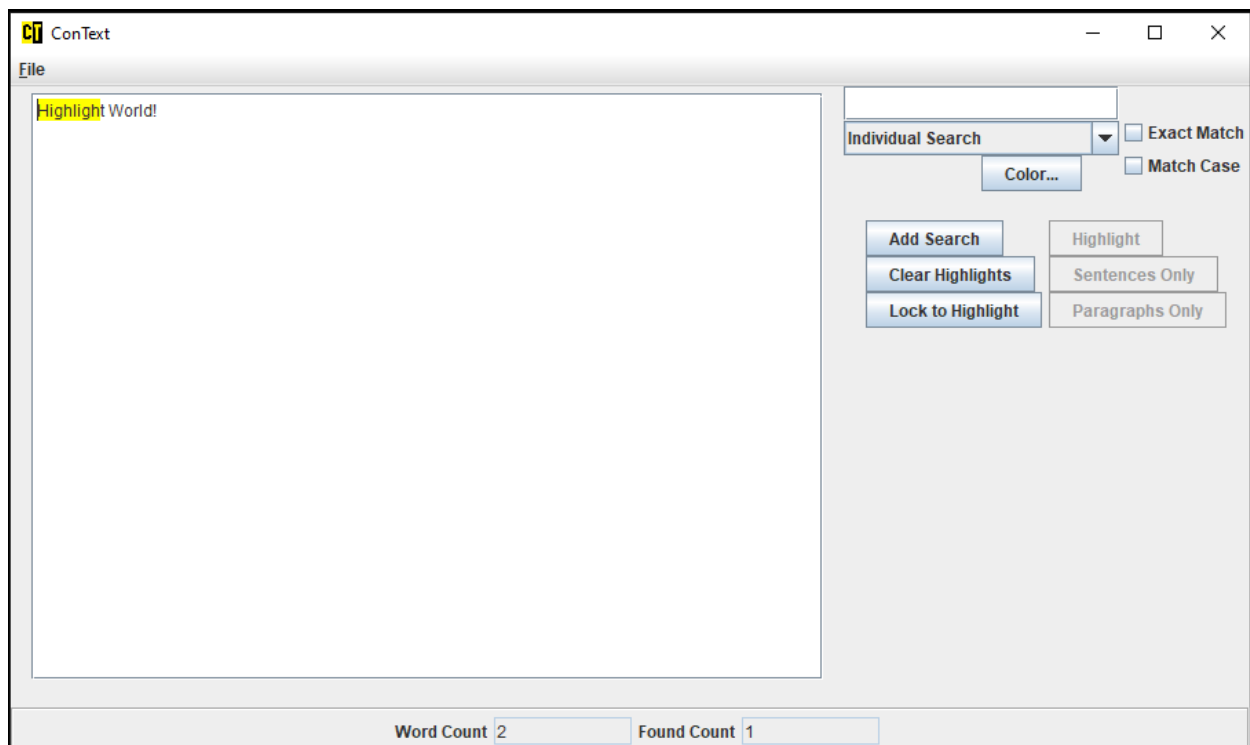 CT ConText
File
Highlight World!
Individual Search
Exact Match
Match Case
Color...
Add Search
Highlight
Clear Highlights
Sentences Only
Lock to Highlight
Paragraphs Only
Word Count 2 Found Count 1